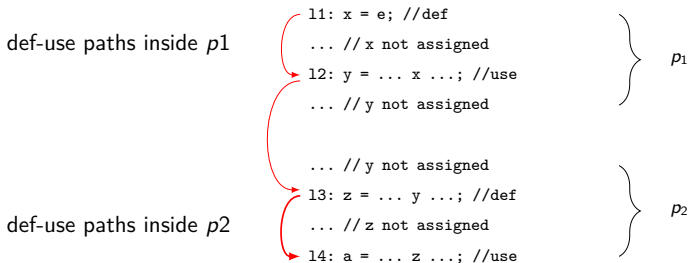 l1: x = e; //def
def-use paths inside p1
... // x not assigned
l2: y = ... x ...; //use
p1
... // y not assigned
... // y not assigned
l3: z = ... y ...; //def
p2
def-use paths inside p2
... // z not assigned
l4: a = ... z ...; //use